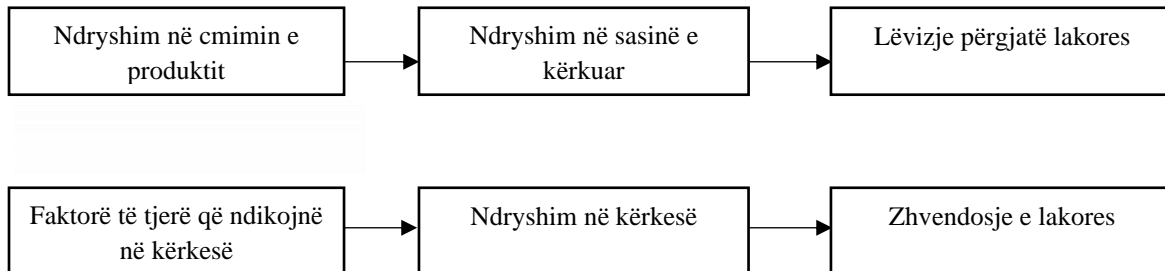 Ndryshim në cmimin e
produktit
Ndryshim në sasinë e
kërkuar
Lëvizje përgjatë lakores
Faktorë të tjerë që ndikojnë
në kërkesë
Ndryshim në kërkesë
Zhvendosje e lakores